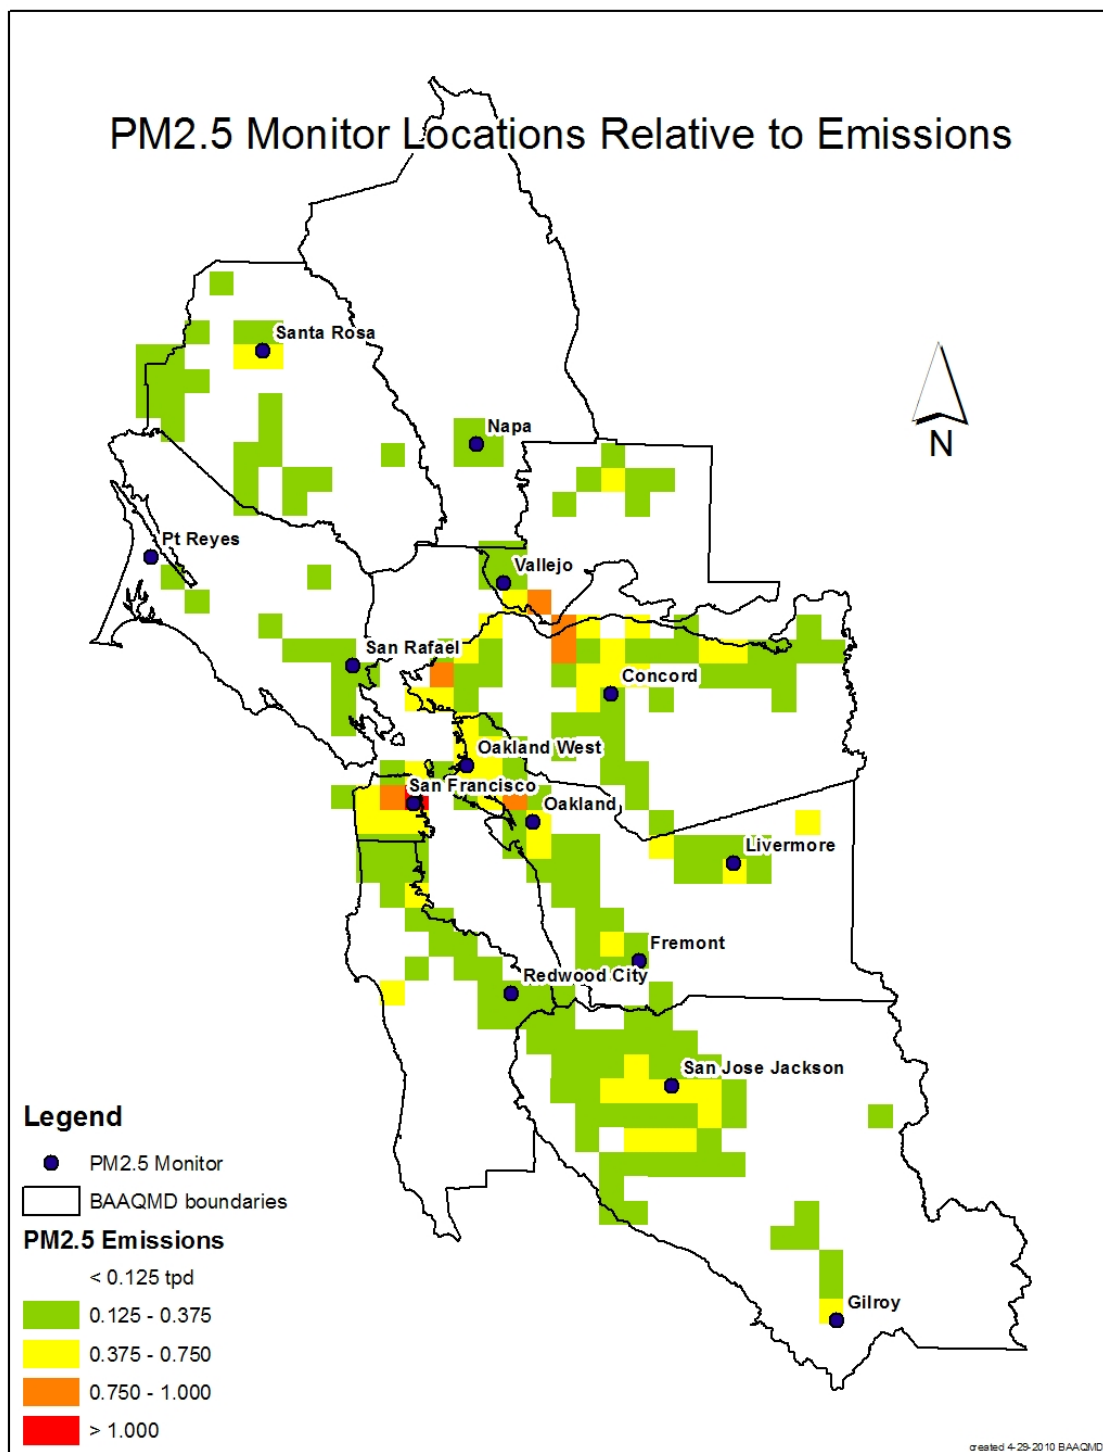 PM2.5 Monitor Locations Relative to Emissions
Santa Rosa
Napa
N
Pt Reyes
Vallejo
San Rafael
Concord
Oakland West
San Francisco
Oakland
Livermore
Fremont
Redwood City
San Jose Jackson
Gilroy
Legend
PM2.5 Monitor
BAAQMD boundaries
PM2.5 Emissions
< 0.125 tpd
0.125 - 0.375
0.375 - 0.750
0.750 - 1.000
> 1.000
created 4-29-2010 BAAQMD